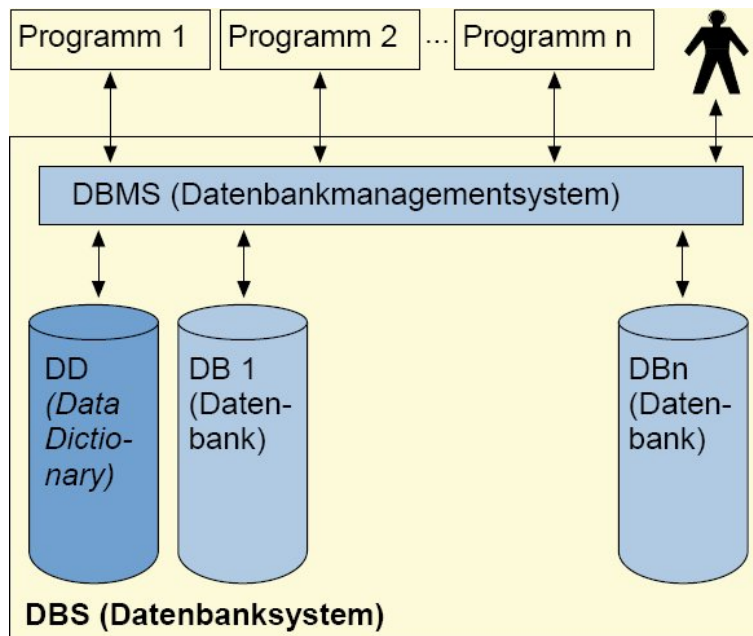 Programm 1
Programm 2
...
Programm n
DBMS (Datenbankmanagementsystem)
DD
(Data
Dictio-
nary)
DB 1
(Daten-
bank)
DBn
(Daten-
bank)
DBS (Datenbanksystem)